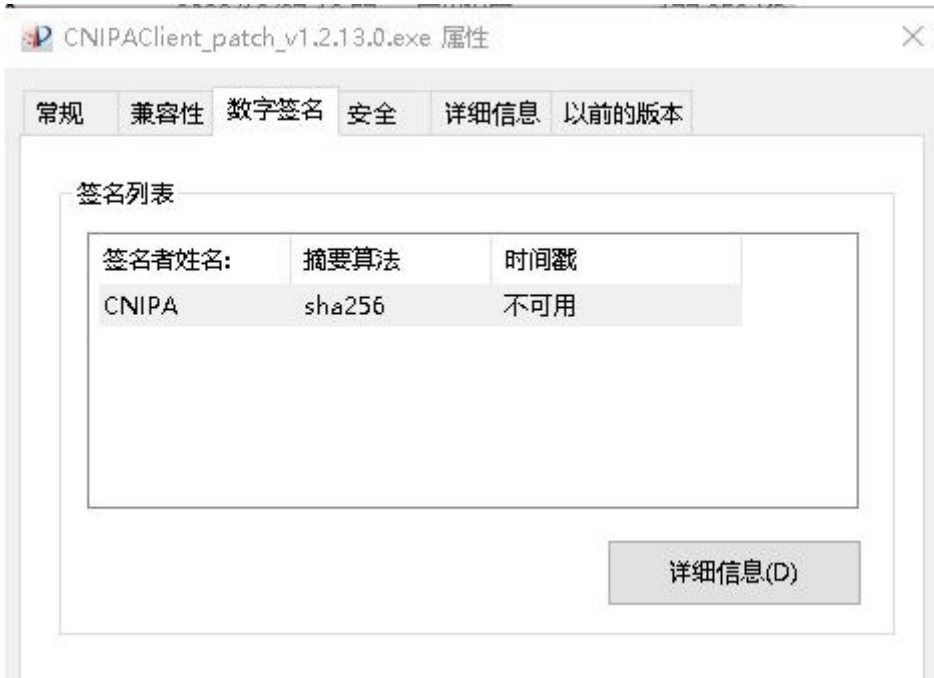 CNIPAClient_patch_v1.2.13.0.exe 属性
常规 兼容性 数字签名 安全 详细信息 以前的版本
签名列表
签名者姓名: 摘要算法 时间戳
CNIPA sha256 不可用
详细信息(D)